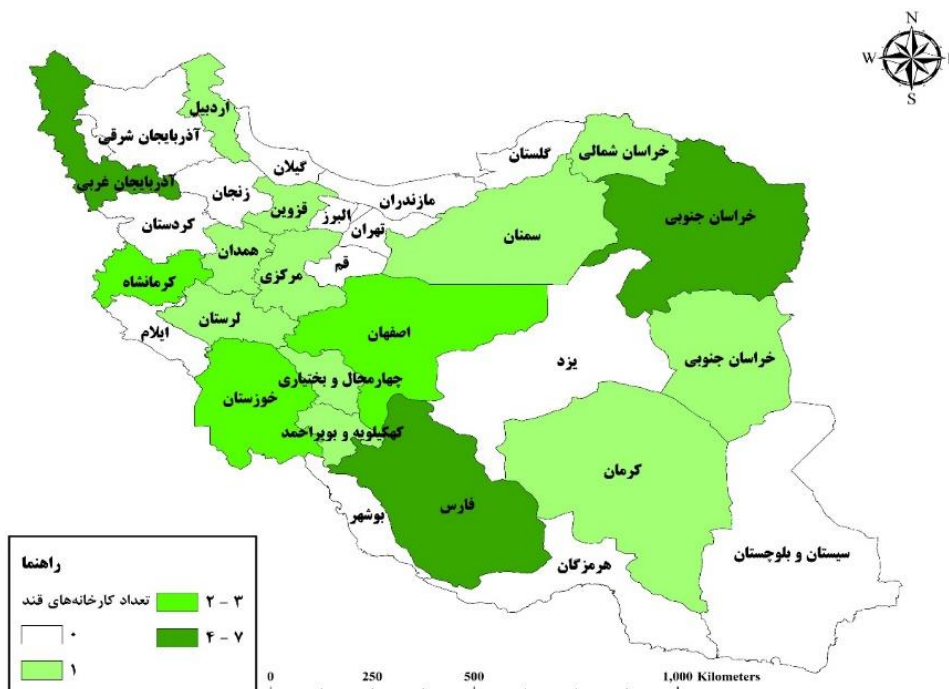 N
W
S
اردبیل
آذربایجان شرقی
گیلان
گلستان
خراسان شمالی
آذربایجان غربی
زنجان
قزوین
البرز
مازندران
خراسان جنوبی
کردستان
تهران
سمنان
همدان
قم
مرکزی
کرمانشاه
لرستان
اصفهان
ایلام
یزد
خراسان جنوبی
چهارمحال و بختیاری
خوزستان
کهگیلویه و بویراحمد
کرمان
فارس
بوشهر
سیستان و بلوچستان
هرمزگان
راهنما
تعداد کارخانه‌های قند
۰
۱
۲ - ۳
۴ - ۷
0 250 500 1,000 Kilometers